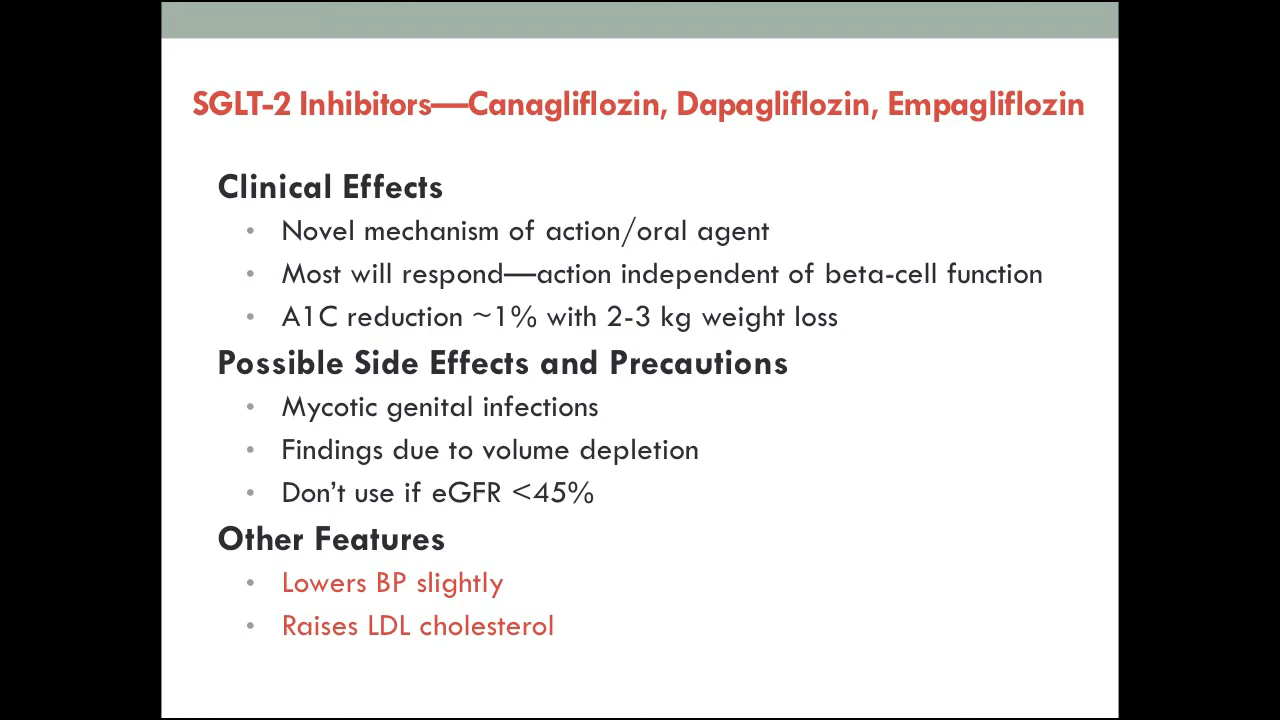 SGLT-2 Inhibitors—Canagliflozin, Dapagliflozin, Empagliflozin
Clinical Effects
• Novel mechanism of action/oral agent
• Most will respond—action independent of beta-cell function
• A1C reduction ~1% with 2-3 kg weight loss
Possible Side Effects and Precautions
• Mycotic genital infections
• Findings due to volume depletion
• Don’t use if eGFR <45%
Other Features
• Lowers BP slightly
• Raises LDL cholesterol